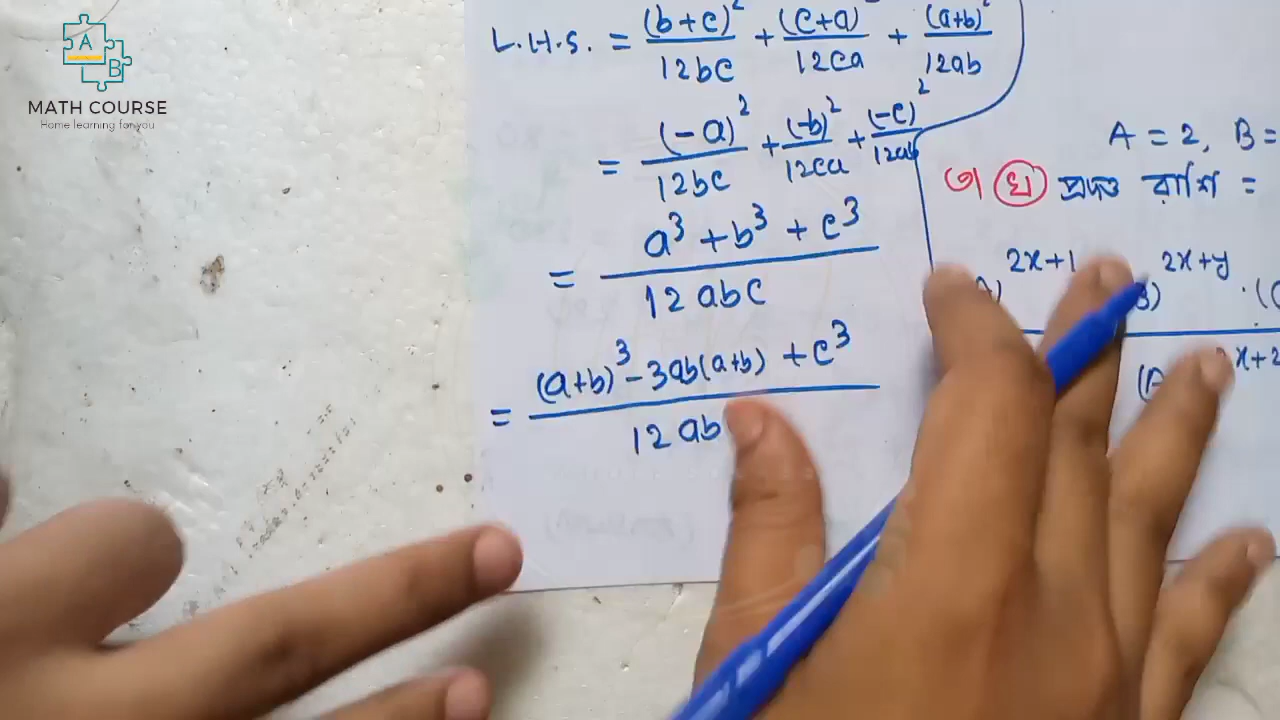 A
B
MATH COURSE
Home learning for you
L.H.S. = (b+c)²/12bc + (c+a)²/12ca + (a+b)²/12ab
= (-a)²/12bc + (-b)²/12ca + (-c)²/12ab
= a³+b³+c³/12abc
= (a+b)³-3ab(a+b)+c³/12ab
A = 2, B =
ঘ প্রদত্ত রাশি =
2x+1 2x+y